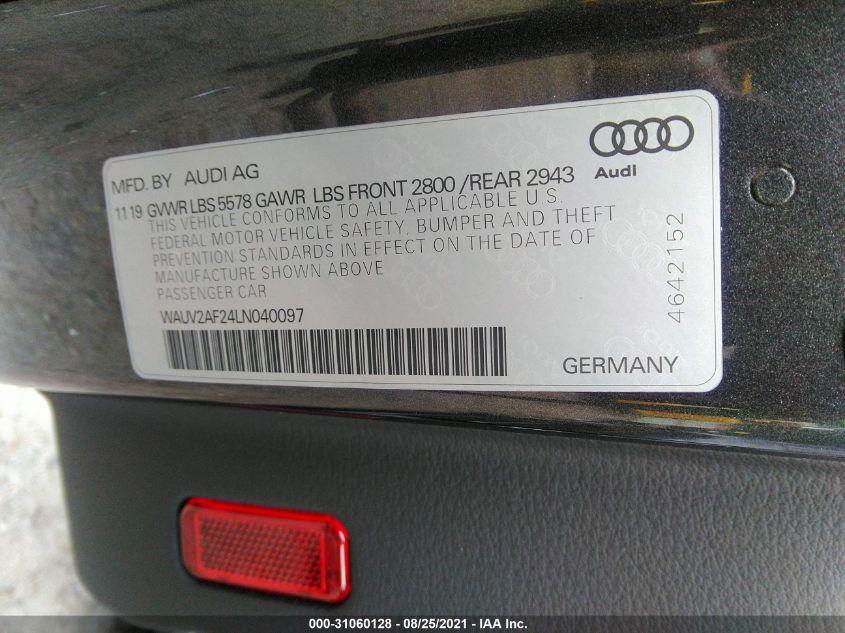 MFD. BY AUDI AG
Audi
11 19 GVWR LBS 5578 GAWR LBS FRONT 2800 /REAR 2943
THIS VEHICLE CONFORMS TO ALL APPLICABLE U.S.
FEDERAL MOTOR VEHICLE SAFETY, BUMPER AND THEFT
PREVENTION STANDARDS IN EFFECT ON THE DATE OF
MANUFACTURE SHOWN ABOVE
PASSENGER CAR
WAUV2AF24LN040097
4642152
GERMANY
000-31060128 - 08/25/2021 - IAA Inc.